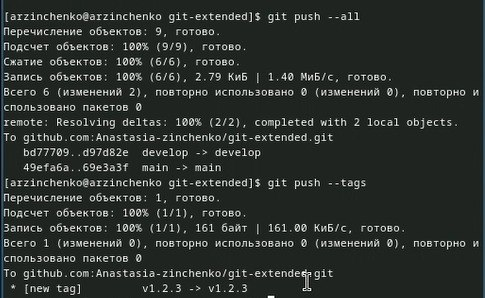 [arzinchenko@arzinchenko git-extended]$ git push --all
Перечисление объектов: 9, готово.
Подсчет объектов: 100% (9/9), готово.
Сжатие объектов: 100% (6/6), готово.
Запись объектов: 100% (6/6), 2.79 КиБ | 1.40 МиБ/с, готово.
Всего 6 (изменений 2), повторно использовано 0 (изменений 0), повторно и
спользовано пакетов 0
remote: Resolving deltas: 100% (2/2), completed with 2 local objects.
To github.com:Anastasia-zinchenko/git-extended.git
bd77709..d97d82e  develop -> develop
49efa6a..69e3a3f  main -> main
[arzinchenko@arzinchenko git-extended]$ git push --tags
Перечисление объектов: 1, готово.
Подсчет объектов: 100% (1/1), готово.
Запись объектов: 100% (1/1), 161 байт | 161.00 КиБ/с, готово.
Всего 1 (изменений 0), повторно использовано 0 (изменений 0), повторно и
спользовано пакетов 0
To github.com:Anastasia-zinchenko/git-extended.git
* [new tag]         v1.2.3 -> v1.2.3